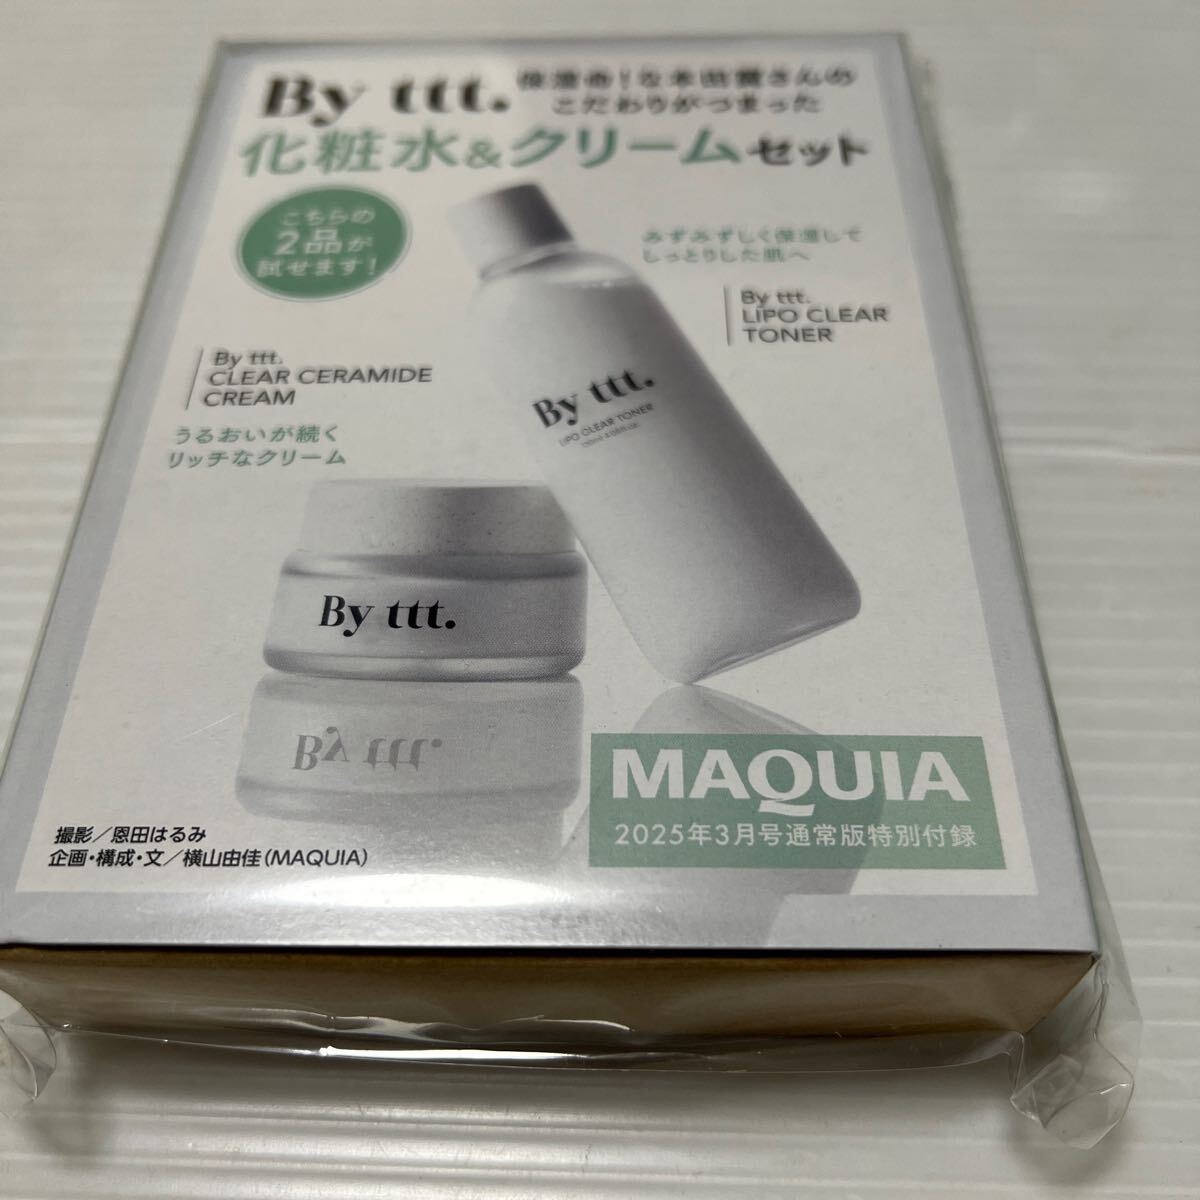 By ttt.
保湿命!な本田翼さんの
こだわりがつまった
化粧水&クリームセット
こちらの
2品が
試せます!
みずみずしく保湿して
しっとりした肌へ
By ttt.
LIPO CLEAR
TONER
By ttt.
CLEAR CERAMIDE
CREAM
うるおいが続く
リッチなクリーム
By ttt.
LIPO CLEAR TONER
By ttt.
By ttt.
MAQUIA
2025年3月号通常版特別付録
撮影/恩田はるみ
企画・構成・文/横山由佳(MAQUIA)